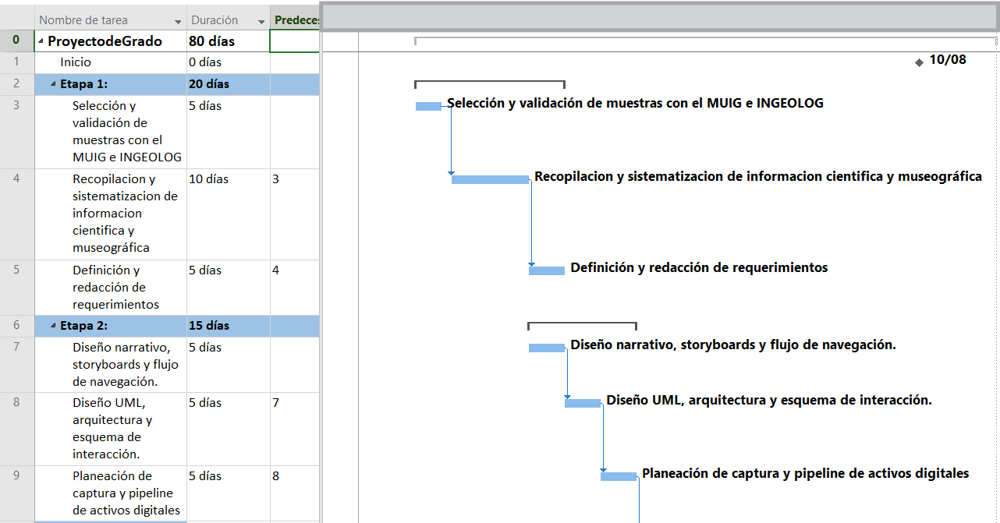 Nombre de tarea Duración Predeces
0 ProyectodeGrado 80 días
1 Inicio 0 días 10/08
2 Etapa 1: 20 días
3 Selección y 5 días Selección y validación de muestras con el MUIG e INGEOLOG
validación de
muestras con el
MUIG e INGEOLOG
4 Recopilacion y 10 días 3 Recopilacion y sistematizacion de informacion cientifica y museográfica
sistematizacion de
informacion
cientifica y
museográfica
5 Definición y 5 días 4 Definición y redacción de requerimientos
redacción de
requerimientos
6 Etapa 2: 15 días
7 Diseño narrativo, 5 días Diseño narrativo, storyboards y flujo de navegación.
storyboards y flujo
de navegación.
8 Diseño UML, 5 días 7 Diseño UML, arquitectura y esquema de interacción.
arquitectura y
esquema de
interacción.
9 Planeación de 5 días 8 Planeación de captura y pipeline de activos digitales
captura y pipeline
de activos digitales